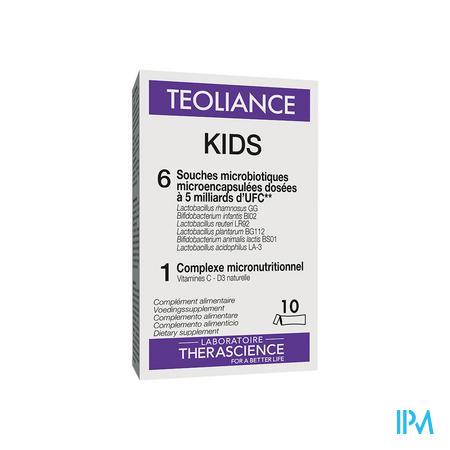 TEOLIANCE
KIDS
6 Souches microbiotiques
microencapsulées dosées
à 5 milliards d'UFC**
Lactobacillus rhamnosus GG
Bifidobacterium infantis BI02
Lactobacillus reuteri LR92
Lactobacillus plantarum BG112
Bifidobacterium animalis lactis BS01
Lactobacillus acidophilus LA-3
1 Complexe micronutritionnel
Vitamines C - D3 naturelle
Complément alimentaire
Voedingssupplement
Complemento alimentare
Complemento alimenticio
Dietary supplement
10
LABORATOIRE
THERASCIENCE
FOR A BETTER LIFE
IPM